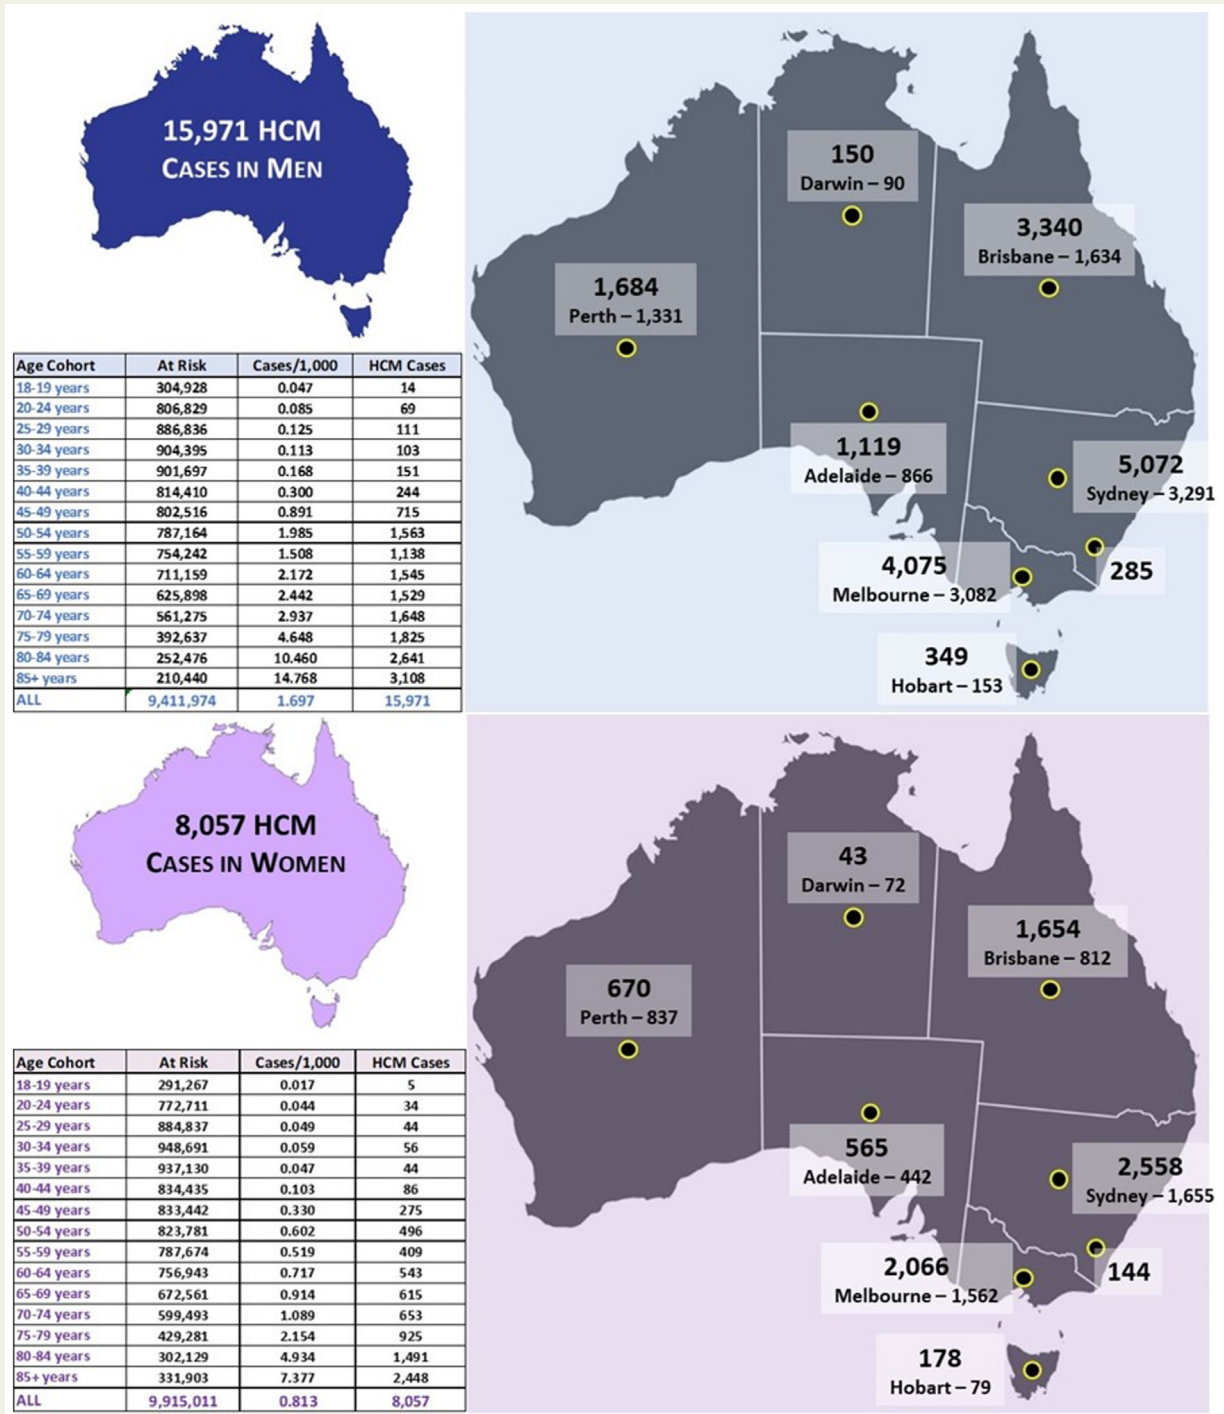 15,971 HCM
CASES IN MEN
Age Cohort At Risk Cases/1,000 HCM Cases
18-19 years 304,928 0.047 14
20-24 years 806,829 0.085 69
25-29 years 886,836 0.125 111
30-34 years 904,395 0.113 103
35-39 years 901,697 0.168 151
40-44 years 814,410 0.300 244
45-49 years 802,516 0.891 715
50-54 years 787,164 1.985 1,563
55-59 years 754,242 1.508 1,138
60-64 years 711,159 2.172 1,545
65-69 years 625,898 2.442 1,529
70-74 years 561,275 2.937 1,648
75-79 years 392,637 4.648 1,825
80-84 years 252,476 10.460 2,641
85+ years 210,440 14.768 3,108
ALL 9,411,974 1.697 15,971
150
Darwin – 90
3,340
Brisbane – 1,634
1,684
Perth – 1,331
1,119
Adelaide – 866
5,072
Sydney – 3,291
4,075
Melbourne – 3,082
285
349
Hobart – 153
8,057 HCM
CASES IN WOMEN
Age Cohort At Risk Cases/1,000 HCM Cases
18-19 years 291,267 0.017 5
20-24 years 772,711 0.044 34
25-29 years 884,837 0.049 44
30-34 years 948,691 0.059 56
35-39 years 937,130 0.047 44
40-44 years 834,435 0.103 86
45-49 years 833,442 0.330 275
50-54 years 823,781 0.602 496
55-59 years 787,674 0.519 409
60-64 years 756,943 0.717 543
65-69 years 672,561 0.914 615
70-74 years 599,493 1.089 653
75-79 years 429,281 2.154 925
80-84 years 302,129 4.934 1,491
85+ years 331,903 7.377 2,448
ALL 9,915,011 0.813 8,057
43
Darwin – 72
1,654
Brisbane – 812
670
Perth – 837
565
Adelaide – 442
2,558
Sydney – 1,655
2,066
Melbourne – 1,562
144
178
Hobart – 79